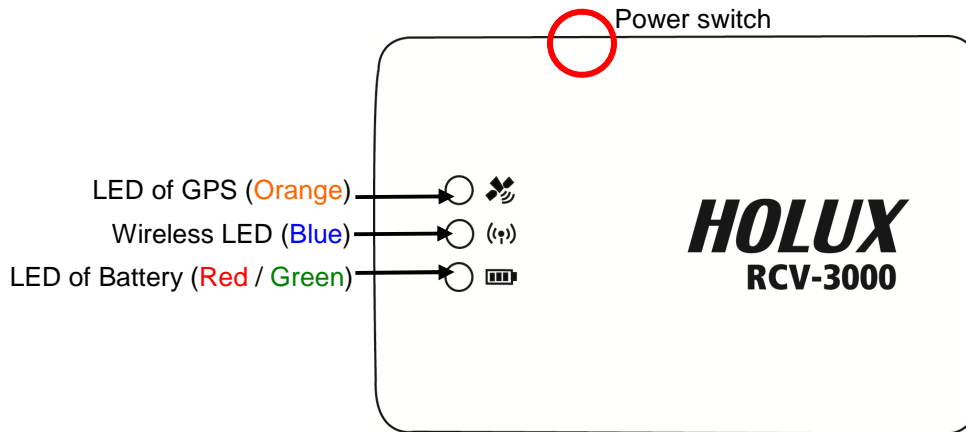 Power switch
LED of GPS (Orange)
Wireless LED (Blue)
LED of Battery (Red / Green)
HOLUX
RCV-3000